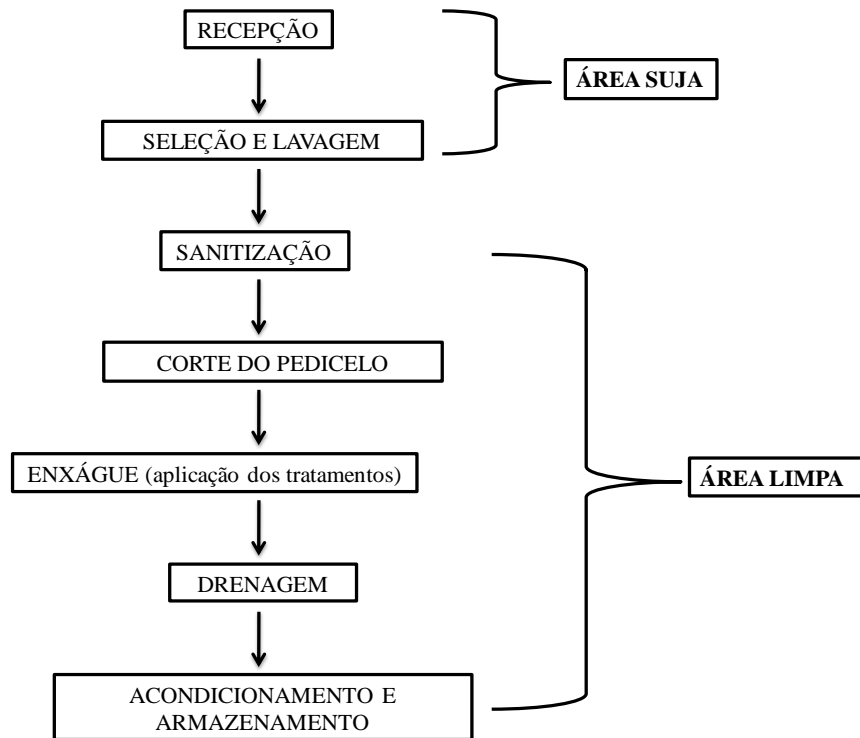 RECEPÇÃO
ÁREA SUJA
SELEÇÃO E LAVAGEM
SANITIZAÇÃO
CORTE DO PEDICELO
ENXÁGUE (aplicação dos tratamentos)
ÁREA LIMPA
DRENAGEM
ACONDICIONAMENTO E
ARMAZENAMENTO